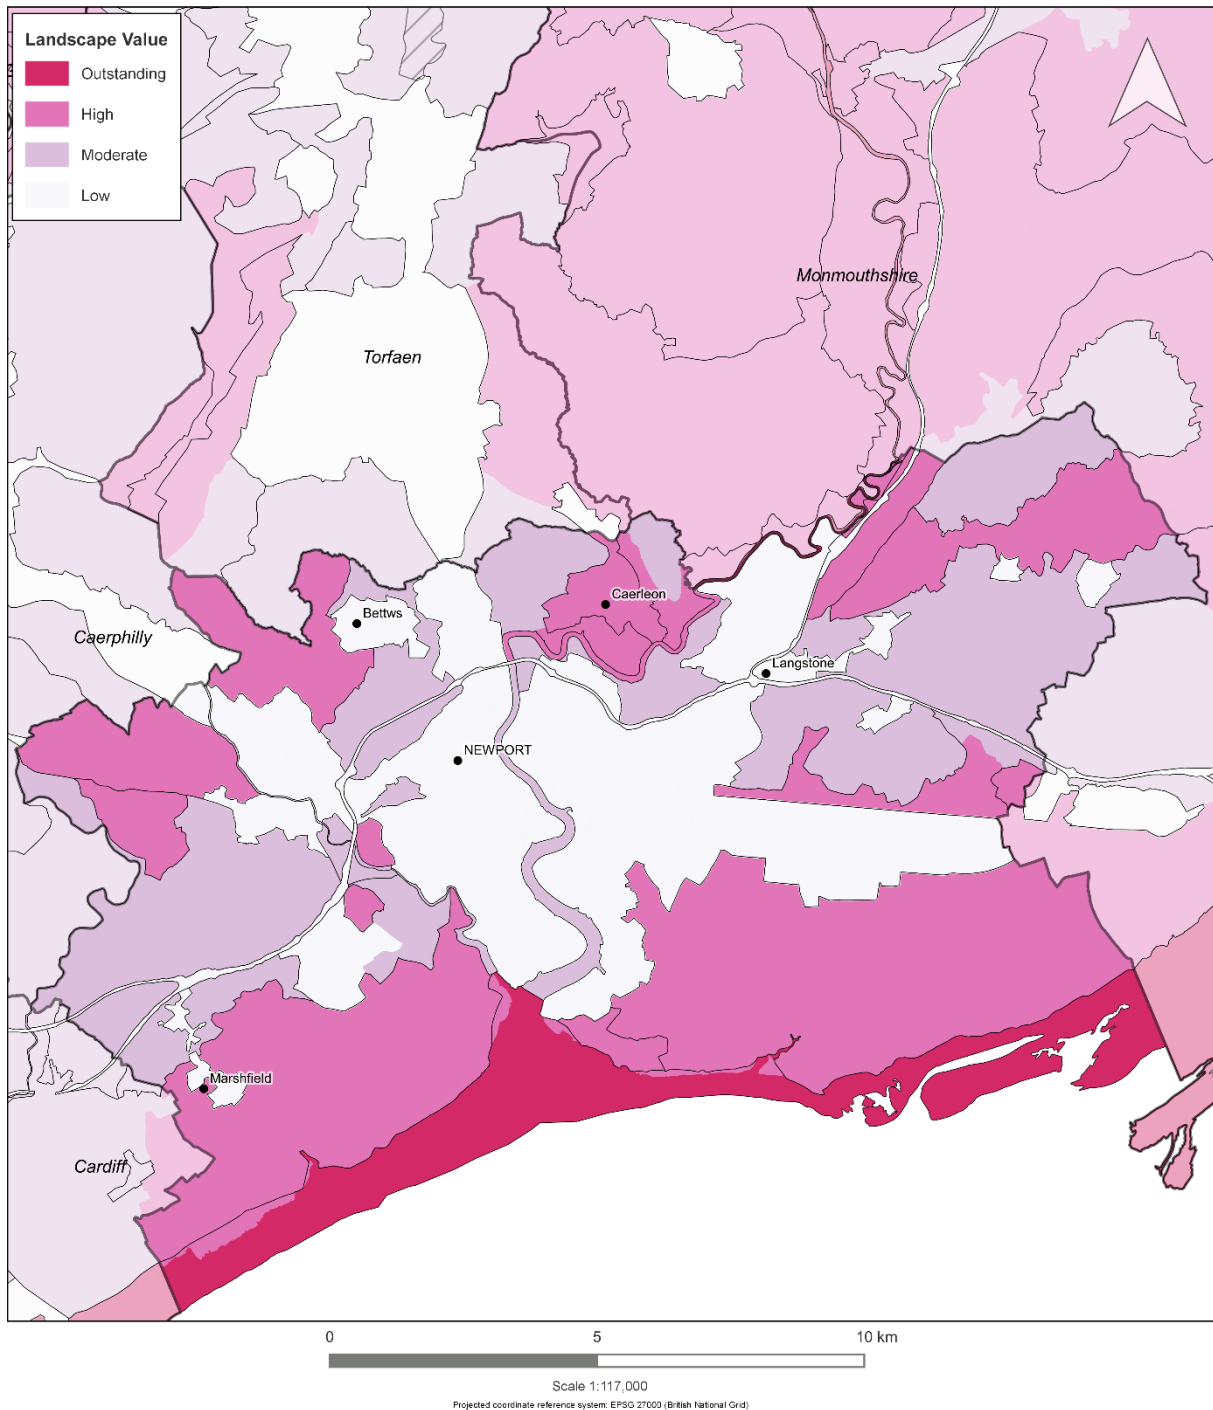 Landscape Value
Outstanding
High
Moderate
Low
Monmouthshire
Torfaen
Caerleon
Bettws
Caerphilly
Langstone
NEWPORT
Marshfield
Cardiff
0 5 10 km
Scale 1:117,000
Projected coordinate reference system: EPSG 27000 (British National Grid)